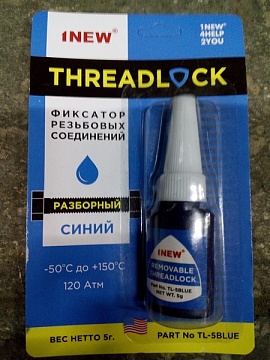 1NEW®
1NEW®
4HELP
2YOU
THREADLOCK
ФИКСАТОР
РЕЗЬБОВЫХ
СОЕДИНЕНИЙ
РАЗБОРНЫЙ
СИНИЙ
-50°C до +150°C
120 Атм
1NEW®
REMOVABLE
THREADLOCK
Part No. TL-5BLUE
NET WT. 5g
ВЕС НЕТТО 5г.
PART No TL-5BLUE